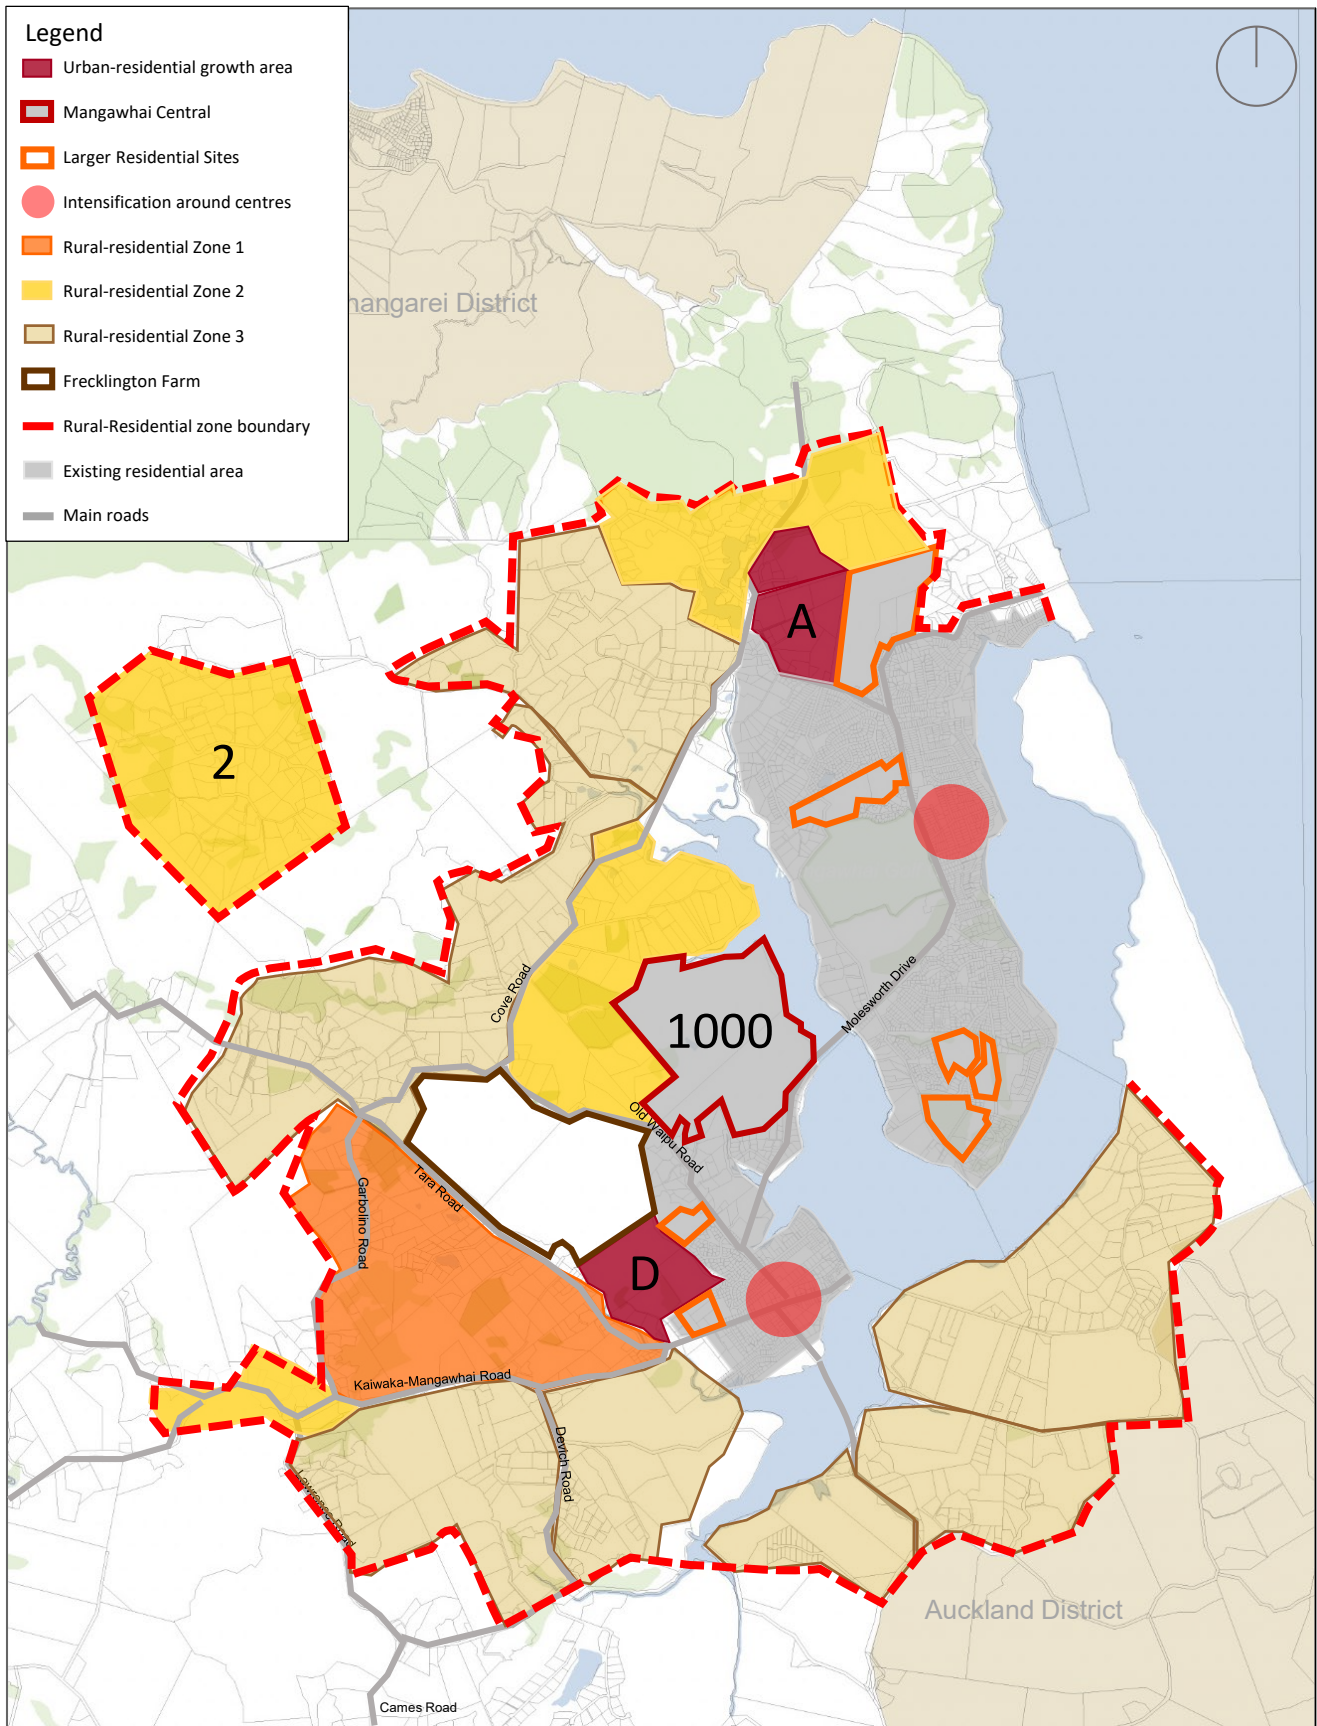 Legend
Urban-residential growth area
Mangawhai Central
Larger Residential Sites
Intensification around centres
Rural-residential Zone 1
Rural-residential Zone 2
Rural-residential Zone 3
Frecklington Farm
Rural-Residential zone boundary
Existing residential area
Main roads
hangarei District
A
2
Cove Road
Molesworth Drive
1000
Old Waipu Road
Tara Road
Garbolino Road
D
Kaiwaka-Mangawhai Road
Devich Road
Lawrence Road
Auckland District
Cames Road